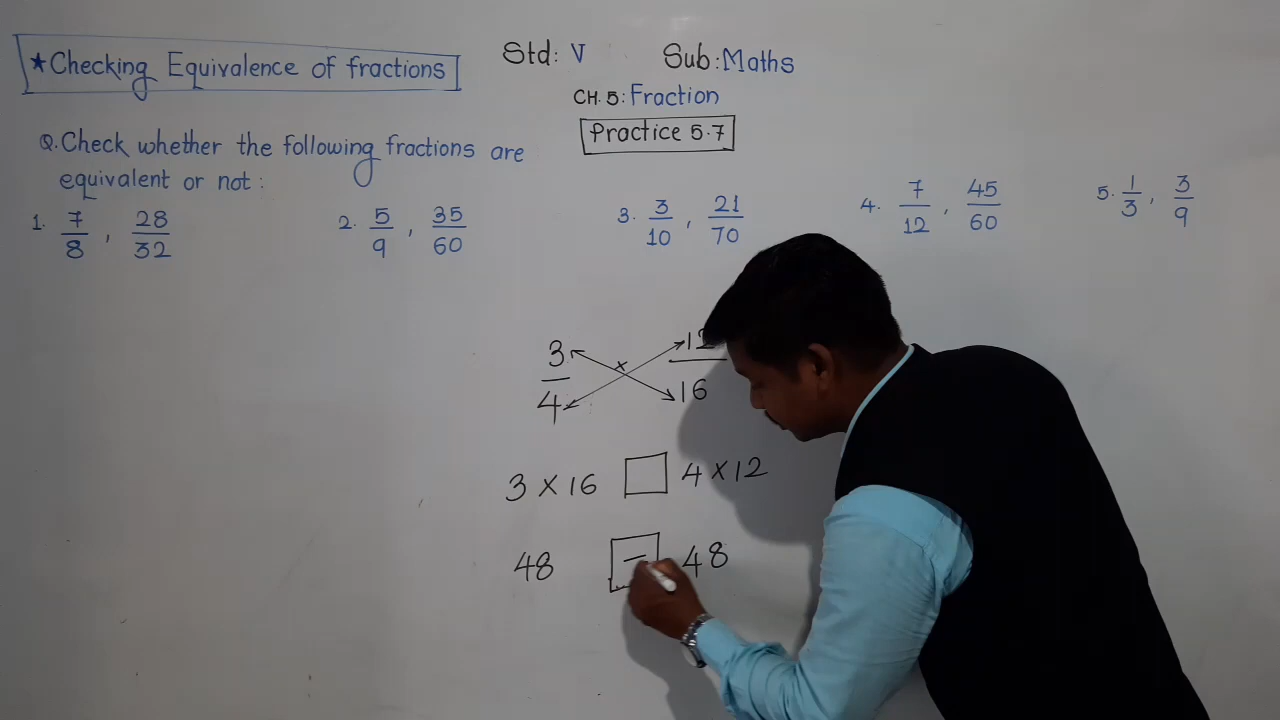 ★Checking Equivalence of fractions
Std: V Sub: Maths
CH. 5: Fraction
Practice 5.7
Q. Check whether the following fractions are
equivalent or not:
1. 7/8, 28/32
2. 5/9, 35/60
3. 3/10, 21/70
4. 7/12, 45/60
5. 1/3, 3/9
3/4 × 12/16
3 × 16 □ 4 × 12
48 = 48